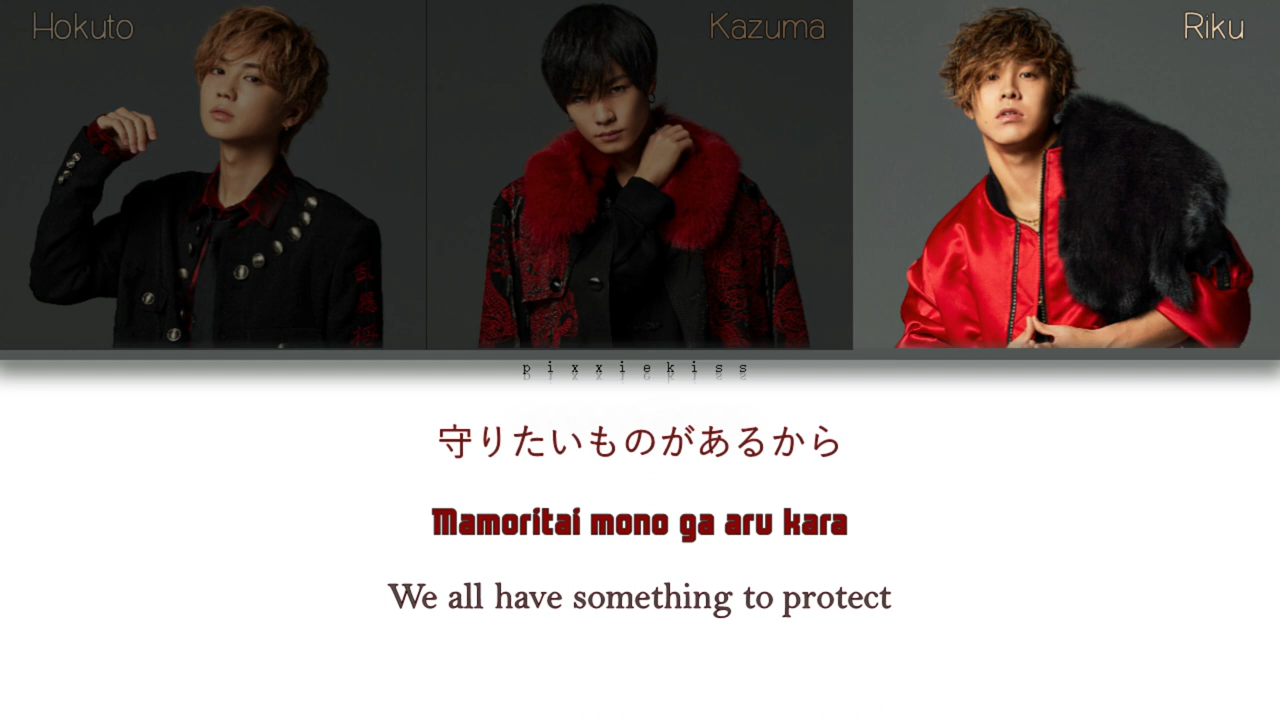 Hokuto
Kazuma
Riku
pixxiekiss
守りたいものがあるから
Mamoritai mono ga aru kara
We all have something to protect